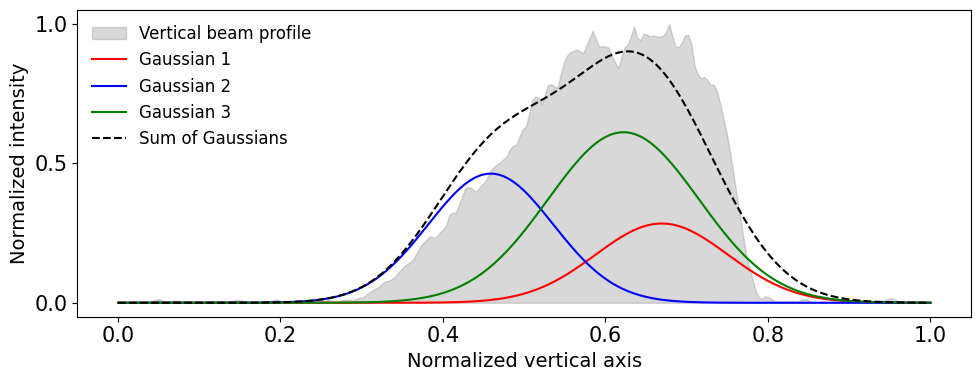 Vertical beam profile
Gaussian 1
Gaussian 2
Gaussian 3
Sum of Gaussians
Normalized intensity
1.0
0.5
0.0
0.0 0.2 0.4 0.6 0.8 1.0
Normalized vertical axis